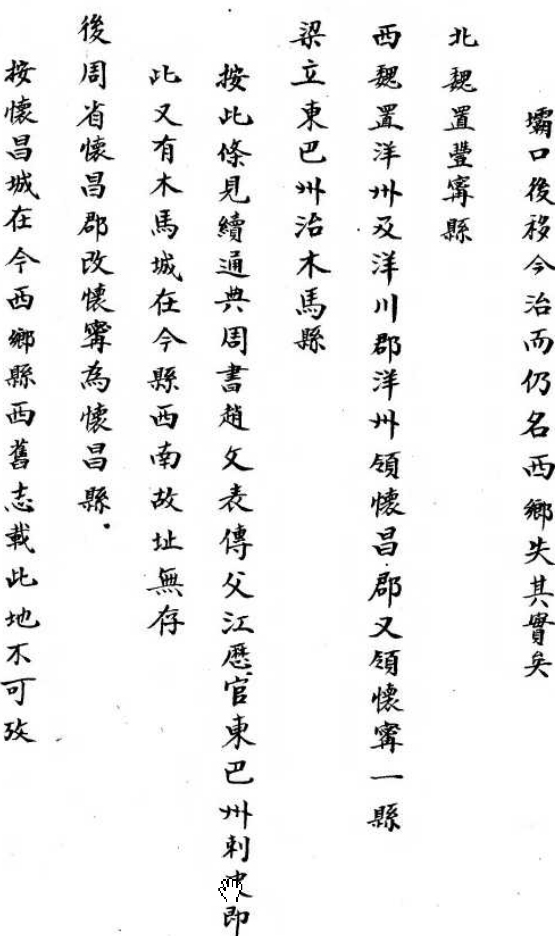 壩口後移今治而仍名西鄉失其實矣
北魏置豐寗縣
西魏置洋州及洋川郡洋州領懷昌郡又領懷寗一縣
梁立東巴州治木馬縣
按此條見續通典周書趙文表傳父江歷官東巴州刺史即
此又有木馬城在今縣西南故址無存
後周省懷昌郡改懷寗為懷昌縣
按懷昌城在今西鄉縣西舊志載此地不可攷